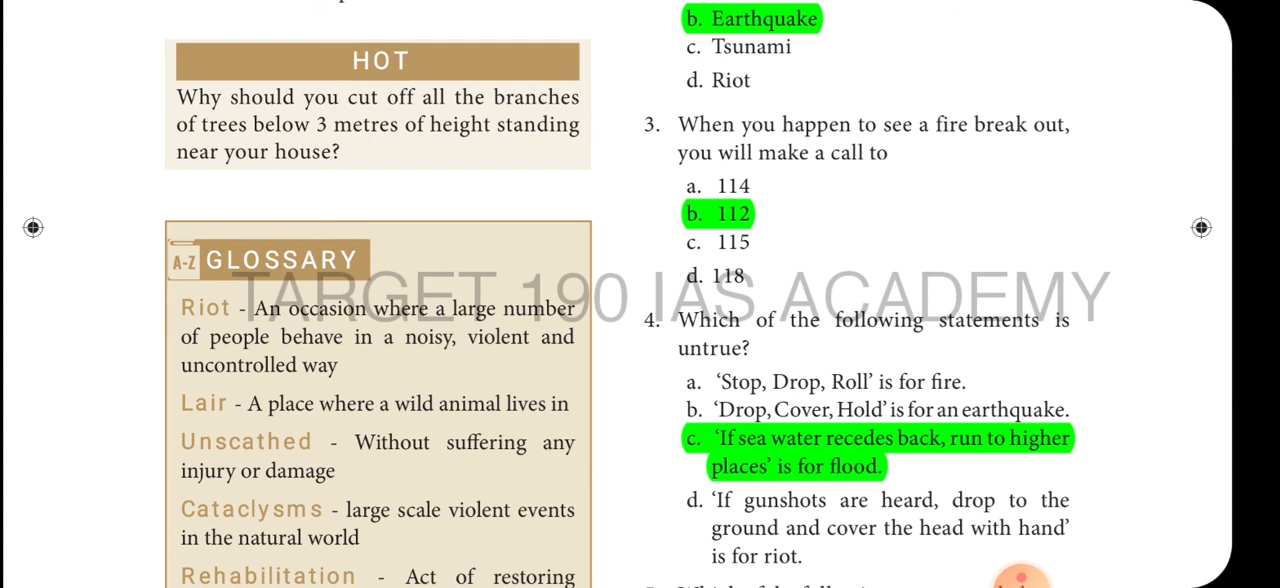 HOT
Why should you cut off all the branches
of trees below 3 metres of height standing
near your house?
A-Z GLOSSARY
Riot - An occasion where a large number
of people behave in a noisy, violent and
uncontrolled way
Lair - A place where a wild animal lives in
Unscathed - Without suffering any
injury or damage
Cataclysms - large scale violent events
in the natural world
Rehabilitation - Act of restoring
b. Earthquake
c. Tsunami
d. Riot
3. When you happen to see a fire break out,
you will make a call to
a. 114
b. 112
c. 115
d. 118
4. Which of the following statements is
untrue?
a. ‘Stop, Drop, Roll’ is for fire.
b. ‘Drop, Cover, Hold’ is for an earthquake.
c. ‘If sea water recedes back, run to higher
places’ is for flood.
d. ‘If gunshots are heard, drop to the
ground and cover the head with hand’
is for riot.
TARGET 190 IAS ACADEMY